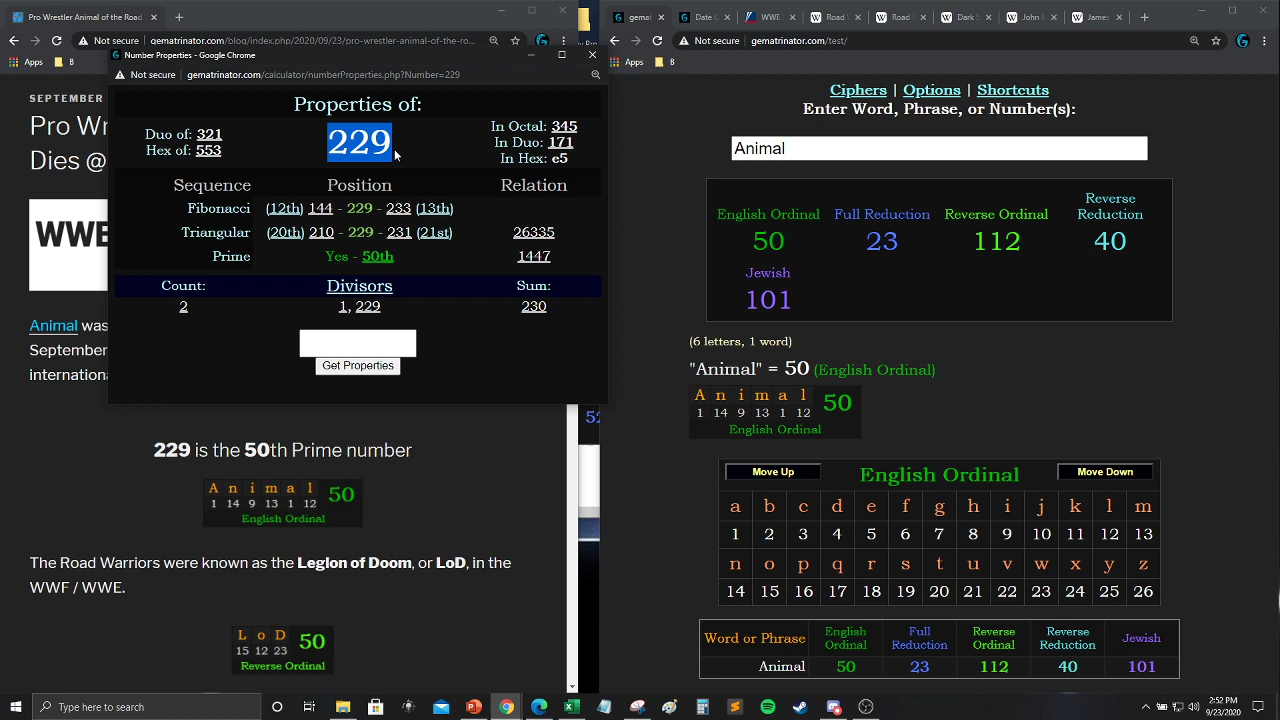 Pro Wrestler Animal of the Road
Not secure | gematrinator.com/blog/index.php/2020/09/23/pro-wrestler-animal-of-the-ro...
Apps B
SEPTEMBER
Pro Wr
Dies @
WWE
Animal was
September
internationa
Number Properties - Google Chrome
Not secure | gematrinator.com/calculator/numberProperties.php?Number=229
Properties of:
Duo of: 321
Hex of: 553
229
In Octal: 345
In Duo: 171
In Hex: e5
Sequence Position Relation
Fibonacci (12th) 144 - 229 - 233 (13th)
Triangular (20th) 210 - 229 - 231 (21st) 26335
Prime Yes - 50th 1447
Count: Divisors Sum:
2 1, 229 230
Get Properties
229 is the 50th Prime number
A n i m a l 50
1 14 9 13 1 12
English Ordinal
The Road Warriors were known as the Legion of Doom, or LoD, in the
WWF / WWE.
L o D 50
15 12 23
Reverse Ordinal
52
gemat Date C WWE Road Road Dark S John L James
Not secure | gematrinator.com/test/
Apps B
Ciphers | Options | Shortcuts
Enter Word, Phrase, or Number(s):
Animal
English Ordinal Full Reduction Reverse Ordinal Reverse Reduction
50 23 112 40
Jewish
101
(6 letters, 1 word)
"Animal" = 50 (English Ordinal)
A n i m a l 50
1 14 9 13 1 12
English Ordinal
Move Up English Ordinal Move Down
a b c d e f g h i j k l m
1 2 3 4 5 6 7 8 9 10 11 12 13
n o p q r s t u v w x y z
14 15 16 17 18 19 20 21 22 23 24 25 26
Word or Phrase English Ordinal Full Reduction Reverse Ordinal Reverse Reduction Jewish
Animal 50 23 112 40 101
Type here to search
2:52 PM
9/23/2020